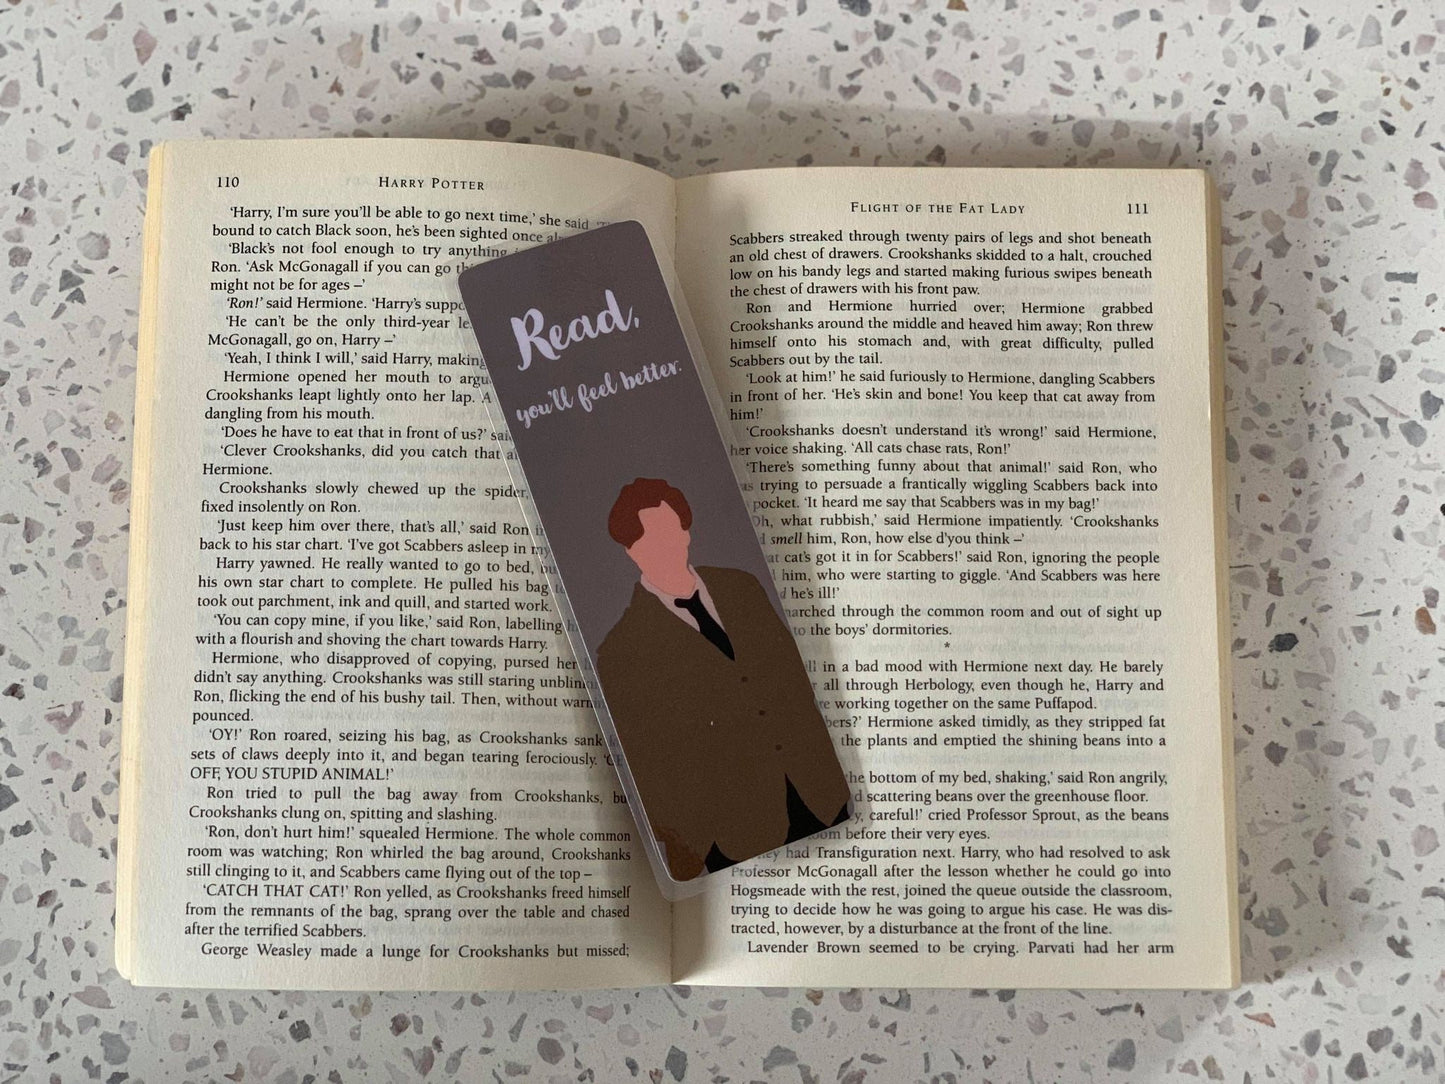 110
HARRY POTTER
'Harry, I'm sure you'll be able to go next time,' she said
bound to catch Black soon, he's been sighted once
'Black's not fool enough to try anything
Ron. 'Ask McGonagall if you can go
might not be for ages –'
'Ron!' said Hermione. 'Harry's
'He can't be the only third-year
McGonagall, go on, Harry –'
'Yeah, I think I will,' said Harry, making
Hermione opened her mouth to
Crookshanks leapt lightly onto her lap. A
dangling from his mouth.
'Does he have to eat that in front of us?'
'Clever Crookshanks, did you catch that
Hermione.
Crookshanks slowly chewed up the spider,
fixed insolently on Ron.
'Just keep him over there, that's all,' said Ron
back to his star chart. 'I've got Scabbers asleep in
Harry yawned. He really wanted to go to bed,
his own star chart to complete. He pulled his bag
took out parchment, ink and quill, and started work.
'You can copy mine, if you like,' said Ron, labelling
with a flourish and shoving the chart towards Harry.
Hermione, who disapproved of copying, pursed her
didn't say anything. Crookshanks was still staring
Ron, flicking the end of his bushy tail. Then, without
pounced.
'OY!' Ron roared, seizing his bag, as Crookshanks sank
sets of claws deeply into it, and began tearing ferociously.
OFF, YOU STUPID ANIMAL!'
Ron tried to pull the bag away from Crookshanks,
Crookshanks clung on, spitting and slashing.
'Ron, don't hurt him!' squealed Hermione. The whole common
room was watching; Ron whirled the bag around, Crookshanks
still clinging to it, and Scabbers came flying out of the top –
'CATCH THAT CAT!' Ron yelled, as Crookshanks freed himself
from the remnants of the bag, sprang over the table and chased
after the terrified Scabbers.
George Weasley made a lunge for Crookshanks but missed;
Read,
you'll feel better.
FLIGHT OF THE FAT LADY
111
Scabbers streaked through twenty pairs of legs and shot beneath
an old chest of drawers. Crookshanks skidded to a halt, crouched
low on his bandy legs and started making furious swipes beneath
the chest of drawers with his front paw.
Ron and Hermione hurried over; Hermione grabbed
Crookshanks around the middle and heaved him away; Ron threw
himself onto his stomach and, with great difficulty, pulled
Scabbers out by the tail.
'Look at him!' he said furiously to Hermione, dangling Scabbers
in front of her. 'He's skin and bone! You keep that cat away from
him!'
'Crookshanks doesn't understand it's wrong!' said Hermione,
her voice shaking. 'All cats chase rats, Ron!'
'There's something funny about that animal!' said Ron, who
was trying to persuade a frantically wiggling Scabbers back into
pocket. 'It heard me say that Scabbers was in my bag!'
'Oh, what rubbish,' said Hermione impatiently. 'Crookshanks
smell him, Ron, how else d'you think –'
cat's got it in for Scabbers!' said Ron, ignoring the people
him, who were starting to giggle. 'And Scabbers was here
he's ill!'
marched through the common room and out of sight up
to the boys' dormitories.
*
in a bad mood with Hermione next day. He barely
all through Herbology, even though he, Harry and
working together on the same Puffapod.
Hermione asked timidly, as they stripped fat
the plants and emptied the shining beans into a
the bottom of my bed, shaking,' said Ron angrily,
scattering beans over the greenhouse floor.
careful!' cried Professor Sprout, as the beans
before their very eyes.
They had Transfiguration next. Harry, who had resolved to ask
Professor McGonagall after the lesson whether he could go into
Hogsmeade with the rest, joined the queue outside the classroom,
trying to decide how he was going to argue his case. He was dis-
tracted, however, by a disturbance at the front of the line.
Lavender Brown seemed to be crying. Parvati had her arm